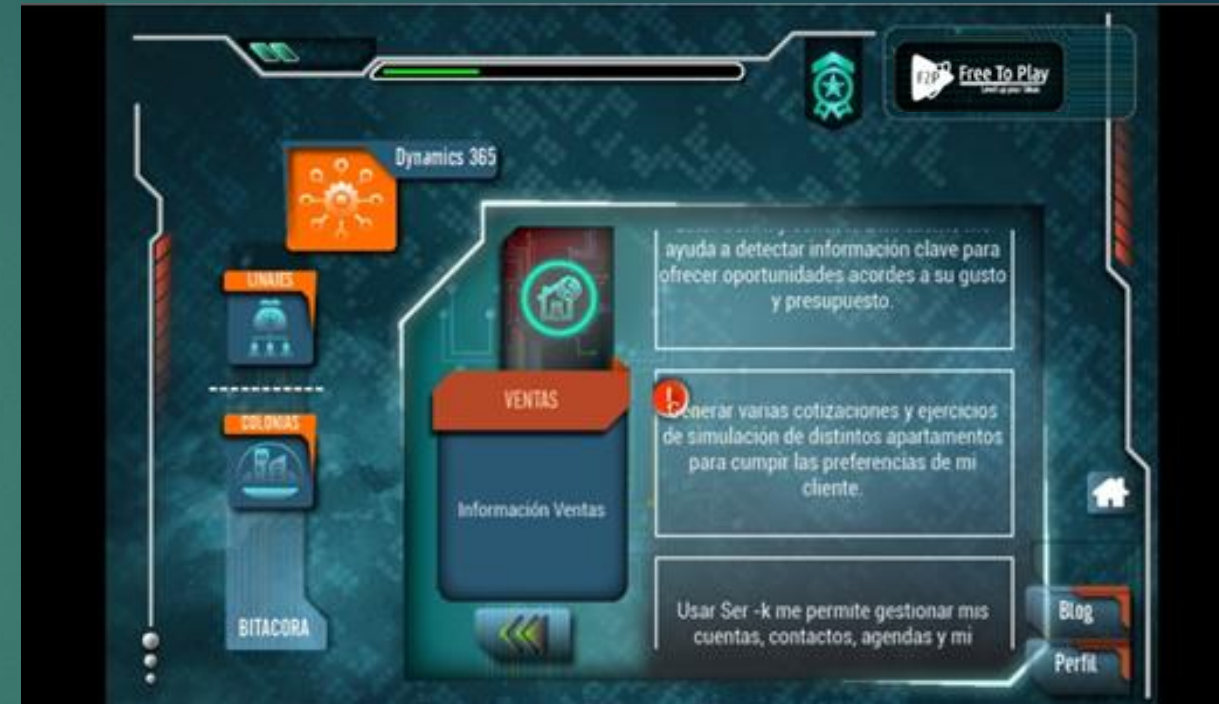 F2P
Free To Play
Dynamics 365
LINAJES
COLONIAS
BITACORA
VENTAS
Información Ventas
ayuda a detectar información clave para
ofrecer oportunidades acordes a su gusto
y presupuesto.
Generar varias cotizaciones y ejercicios
de simulación de distintos apartamentos
para cumpir las preferencias de mi
cliente.
Usar Ser -k me permite gestionar mis
cuentas, contactos, agendas y mi
Blog
Perfil